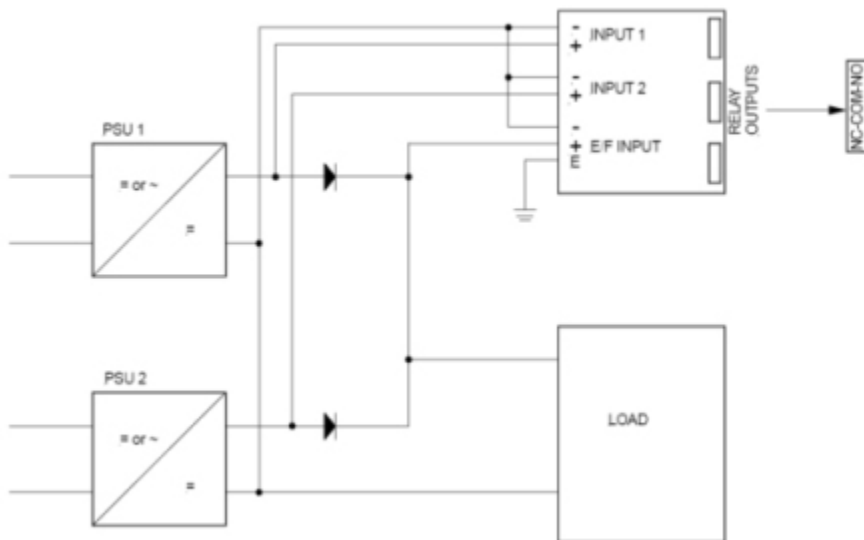 - INPUT 1
+
- INPUT 2
+
-
+ E/F INPUT
E
RELAY OUTPUTS
NC-COM-NO
PSU 1
= or ~
=
PSU 2
= or ~
=
LOAD